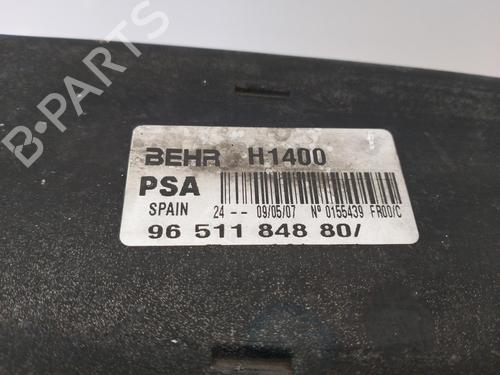 BEHR H1400
PSA
SPAIN 24 -- 09/05/07 Nº 0155439 FR00/C
96 511 848 80/
B-PARTS